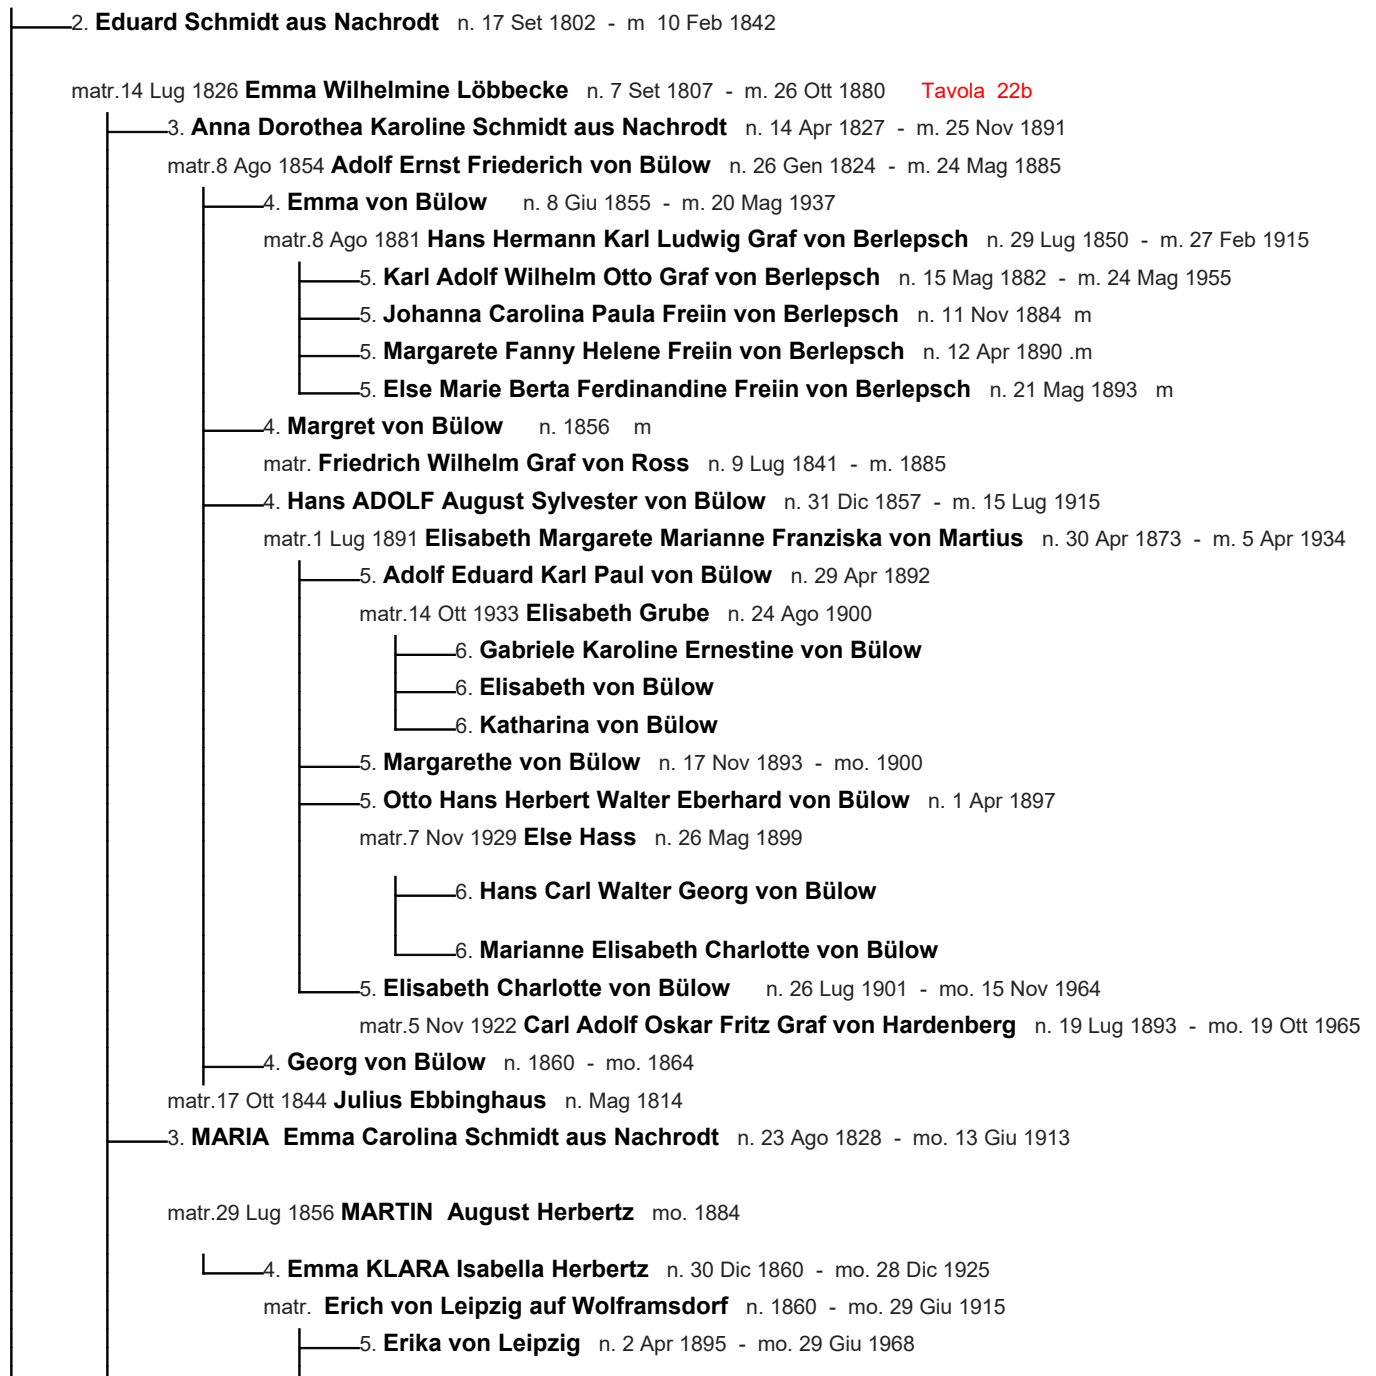 2. Eduard Schmidt aus Nachrodt n. 17 Set 1802 - m 10 Feb 1842
matr.14 Lug 1826 Emma Wilhelmine Löbbecke n. 7 Set 1807 - m. 26 Ott 1880 Tavola 22b
3. Anna Dorothea Karoline Schmidt aus Nachrodt n. 14 Apr 1827 - m. 25 Nov 1891
matr.8 Ago 1854 Adolf Ernst Friederich von Bülow n. 26 Gen 1824 - m. 24 Mag 1885
4. Emma von Bülow n. 8 Giu 1855 - m. 20 Mag 1937
matr.8 Ago 1881 Hans Hermann Karl Ludwig Graf von Berlepsch n. 29 Lug 1850 - m. 27 Feb 1915
5. Karl Adolf Wilhelm Otto Graf von Berlepsch n. 15 Mag 1882 - m. 24 Mag 1955
5. Johanna Carolina Paula Freiin von Berlepsch n. 11 Nov 1884 m
5. Margarete Fanny Helene Freiin von Berlepsch n. 12 Apr 1890 .m
5. Else Marie Berta Ferdinandine Freiin von Berlepsch n. 21 Mag 1893 m
4. Margret von Bülow n. 1856 m
matr. Friedrich Wilhelm Graf von Ross n. 9 Lug 1841 - m. 1885
4. Hans ADOLF August Sylvester von Bülow n. 31 Dic 1857 - m. 15 Lug 1915
matr.1 Lug 1891 Elisabeth Margarete Marianne Franziska von Martius n. 30 Apr 1873 - m. 5 Apr 1934
5. Adolf Eduard Karl Paul von Bülow n. 29 Apr 1892
matr.14 Ott 1933 Elisabeth Grube n. 24 Ago 1900
6. Gabriele Karoline Ernestine von Bülow
6. Elisabeth von Bülow
6. Katharina von Bülow
5. Margarethe von Bülow n. 17 Nov 1893 - mo. 1900
5. Otto Hans Herbert Walter Eberhard von Bülow n. 1 Apr 1897
matr.7 Nov 1929 Else Hass n. 26 Mag 1899
6. Hans Carl Walter Georg von Bülow
6. Marianne Elisabeth Charlotte von Bülow
5. Elisabeth Charlotte von Bülow n. 26 Lug 1901 - mo. 15 Nov 1964
matr.5 Nov 1922 Carl Adolf Oskar Fritz Graf von Hardenberg n. 19 Lug 1893 - mo. 19 Ott 1965
4. Georg von Bülow n. 1860 - mo. 1864
matr.17 Ott 1844 Julius Ebbinghaus n. Mag 1814
3. MARIA Emma Carolina Schmidt aus Nachrodt n. 23 Ago 1828 - mo. 13 Giu 1913
matr.29 Lug 1856 MARTIN August Herbertz mo. 1884
4. Emma KLARA Isabella Herbertz n. 30 Dic 1860 - mo. 28 Dic 1925
matr. Erich von Leipzig auf Wolframsdorf n. 1860 - mo. 29 Giu 1915
5. Erika von Leipzig n. 2 Apr 1895 - mo. 29 Giu 1968